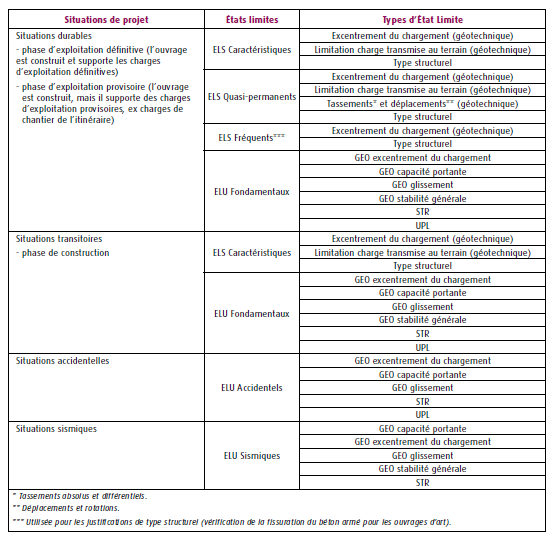 Situations de projet
États limites
Types d'État Limite
Situations durables
- phase d'exploitation définitive (l'ouvrage
est construit et supporte les charges
d'exploitation définitives)
- phase d'exploitation provisoire (l'ouvrage
est construit, mais il supporte des charges
d'exploitation provisoires, ex charges de
chantier de l'itinéraire)
ELS Caractéristiques
Excentrement du chargement (géotechnique)
Limitation charge transmise au terrain (géotechnique)
Type structurel
ELS Quasi-permanents
Excentrement du chargement (géotechnique)
Limitation charge transmise au terrain (géotechnique)
Tassements* et déplacements** (géotechnique)
Type structurel
ELS Fréquents***
Excentrement du chargement (géotechnique)
Type structurel
ELU Fondamentaux
GEO excentrement du chargement
GEO capacité portante
GEO glissement
GEO stabilité générale
STR
UPL
Situations transitoires
- phase de construction
ELS Caractéristiques
Excentrement du chargement (géotechnique)
Limitation charge transmise au terrain (géotechnique)
Type structurel
ELU Fondamentaux
GEO excentrement du chargement
GEO capacité portante
GEO glissement
GEO stabilité générale
STR
UPL
Situations accidentelles
ELU Accidentels
GEO excentrement du chargement
GEO capacité portante
GEO glissement
STR
UPL
Situations sismiques
ELU Sismiques
GEO capacité portante
GEO excentrement du chargement
GEO glissement
GEO stabilité générale
STR
* Tassements absolus et différentiels.
** Déplacements et rotations.
*** Utilisée pour les justifications de type structurel (vérification de la fissuration du béton armé pour les ouvrages d'art).